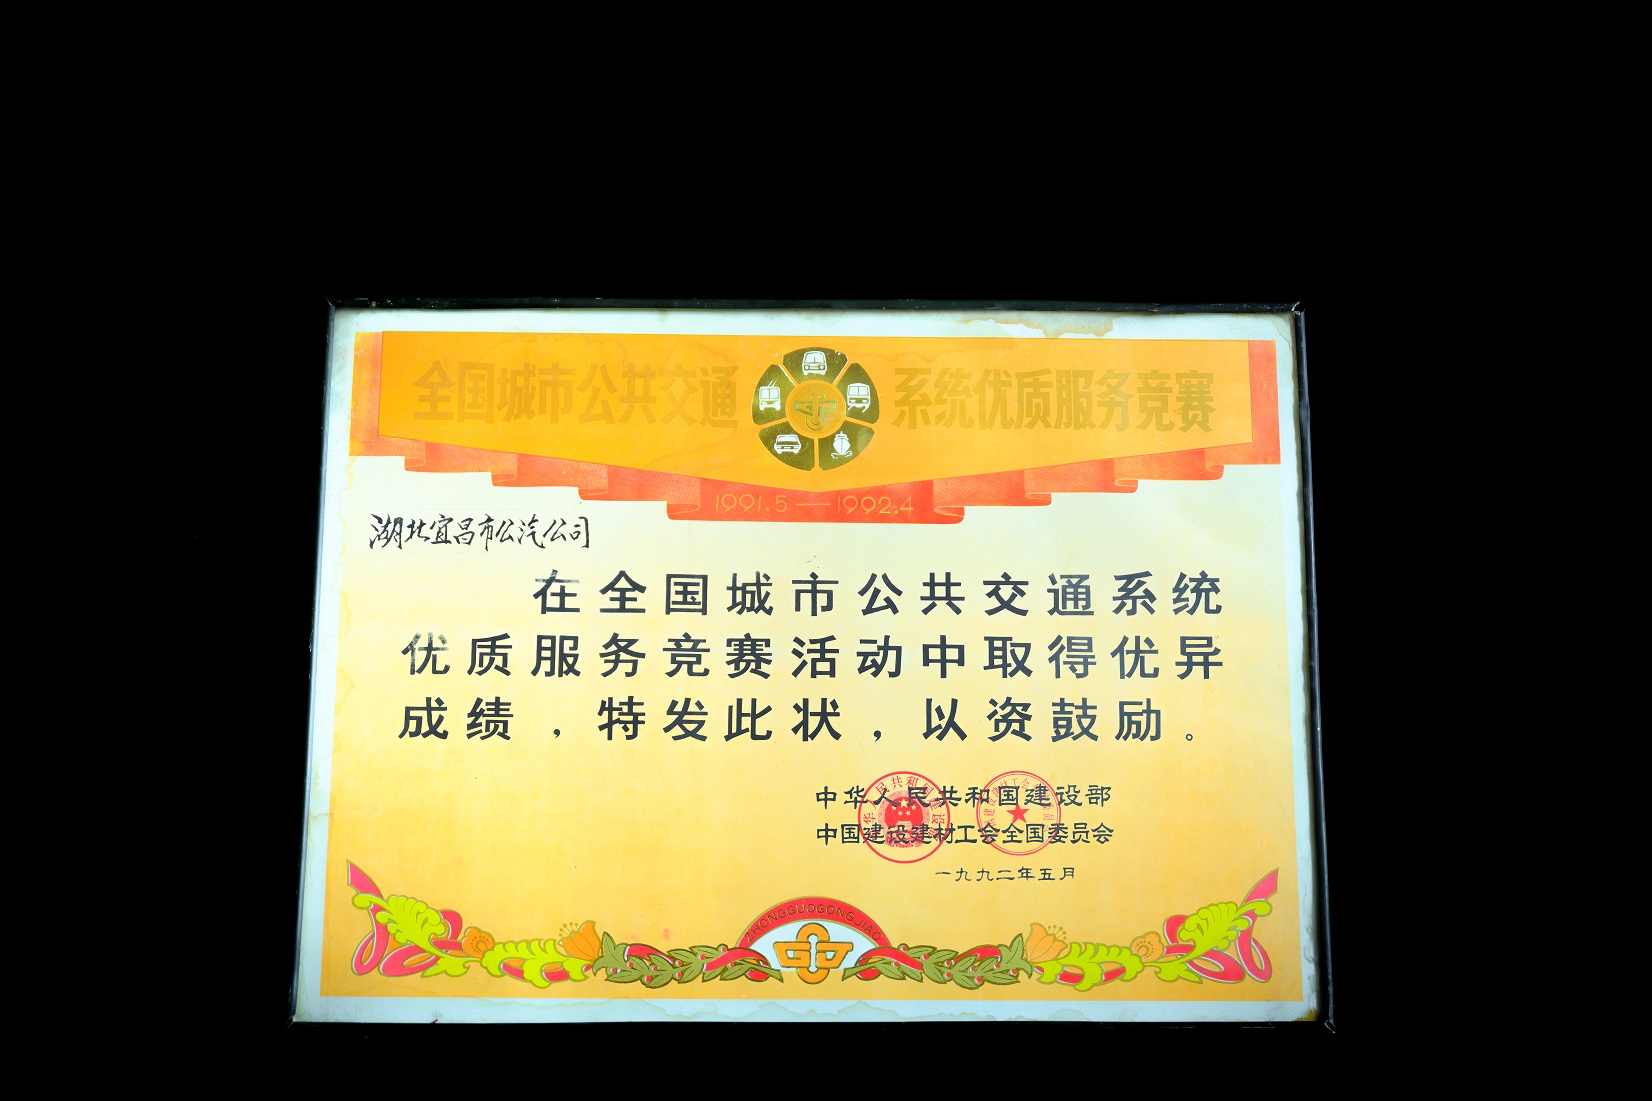 全国城市公共交通系统优质服务竞赛
1991.5—1992.4
湖北宜昌市公汽公司
在全国城市公共交通系统
优质服务竞赛活动中取得优异
成绩，特发此状，以资鼓励。
中华人民共和国建设部
中国建设建材工会全国委员会
一九九二年五月
ZHONGGUOGONGJIAO